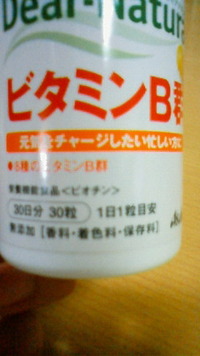 Dear-Natura
ビタミンB群
元気をチャージしたい忙しい方に
●8種のビタミンB群
栄養機能食品<ビオチン>
30日分 30粒 1日1粒目安
無添加 [香料・着色料・保存料]